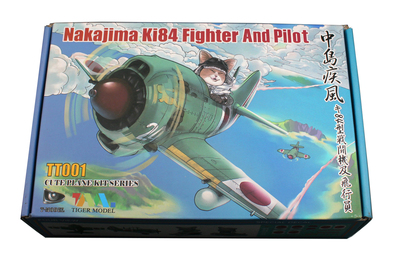 Nakajima Ki84 Fighter And Pilot
中島疾風
TT001
CUTE PLANE KIT SERIES
TIGER MODEL